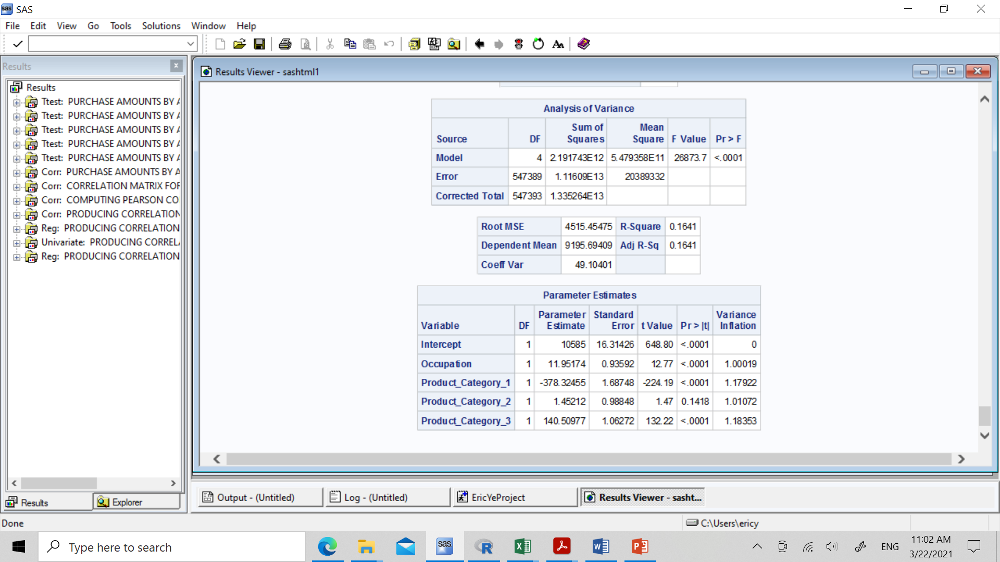 SAS
File Edit View Go Tools Solutions Window Help
Results
Results Viewer - sashtml1
Results
Ttest: PURCHASE AMOUNTS BY A
Ttest: PURCHASE AMOUNTS BY A
Ttest: PURCHASE AMOUNTS BY A
Ttest: PURCHASE AMOUNTS BY A
Ttest: PURCHASE AMOUNTS BY A
Corr: PURCHASE AMOUNTS BY A
Corr: CORRELATION MATRIX FOR
Corr: COMPUTING PEARSON CO
Corr: PRODUCING CORRELATION
Reg: PRODUCING CORRELATION
Univariate: PRODUCING CORREL
Reg: PRODUCING CORRELATION
Analysis of Variance
Source DF Sum of Squares Mean Square F Value Pr > F
Model 4 2.191743E12 5.479358E11 26873.7 <.0001
Error 547389 1.11609E13 20389332
Corrected Total 547393 1.335264E13
Root MSE 4515.45475 R-Square 0.1641
Dependent Mean 9195.69409 Adj R-Sq 0.1641
Coeff Var 49.10401
Parameter Estimates
Variable DF Parameter Estimate Standard Error t Value Pr > |t| Variance Inflation
Intercept 1 10585 16.31426 648.80 <.0001 0
Occupation 1 11.95174 0.93592 12.77 <.0001 1.00019
Product_Category_1 1 -378.32455 1.68748 -224.19 <.0001 1.17922
Product_Category_2 1 1.45212 0.98848 1.47 0.1418 1.01072
Product_Category_3 1 140.50977 1.06272 132.22 <.0001 1.18353
Results Explorer
Output - (Untitled) Log - (Untitled) EricYeProject Results Viewer - sasht...
Done C:\Users\ericy
Type here to search
sas
ENG
11:02 AM
3/22/2021